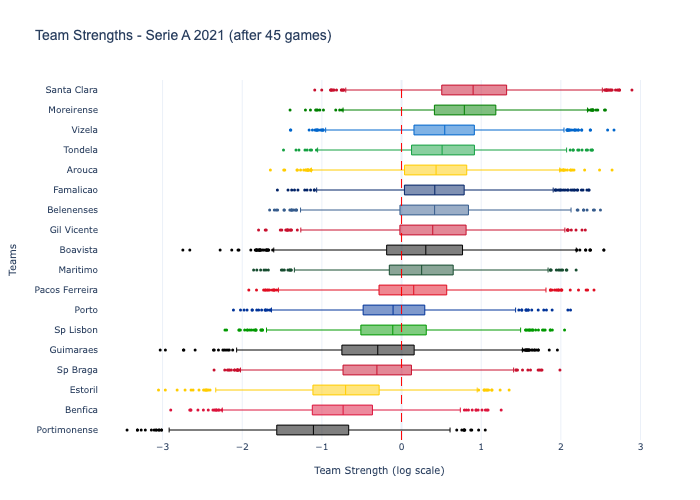 Team Strengths - Serie A 2021 (after 45 games)
Santa Clara
Moreirense
Vizela
Tondela
Arouca
Famalicao
Belenenses
Gil Vicente
Boavista
Maritimo
Pacos Ferreira
Porto
Sp Lisbon
Guimaraes
Sp Braga
Estoril
Benfica
Portimonense
Teams
−3 −2 −1 0 1 2 3
Team Strength (log scale)